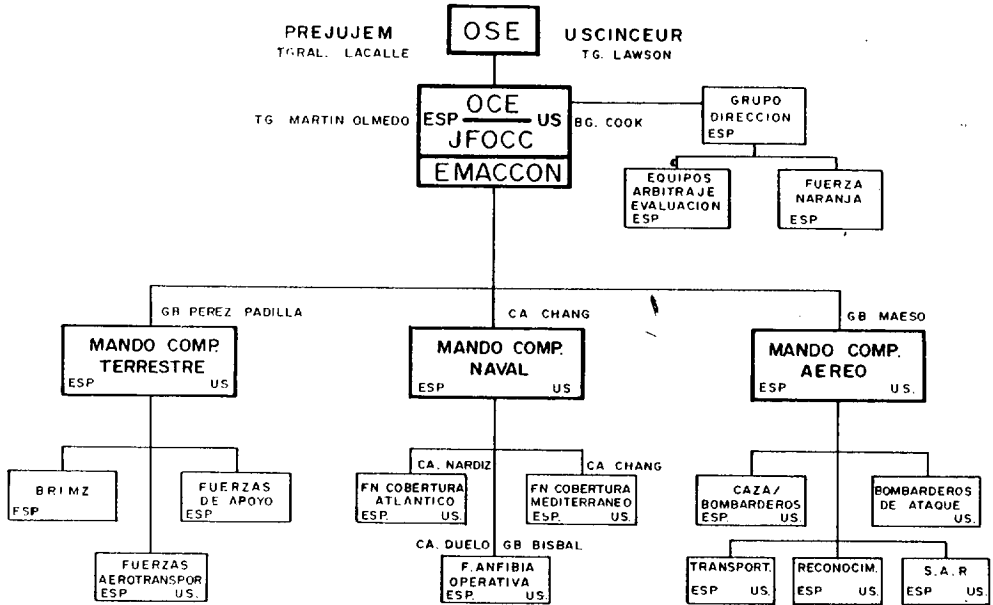 PREJUJEM
TGRAL. LACALLE
OSE
USCINCEUR
TG. LAWSON
TG MARTIN OLMEDO
OCE
ESP US
JFOCC
EMACCON
BG. COOK
GRUPO
DIRECCION
ESP
EQUIPOS
ARBITRAJE
EVALUACION
ESP
FUERZA
NARANJA
ESP
GB PEREZ PADILLA
MANDO COMP.
TERRESTRE
ESP US
CA CHANG
MANDO COMP.
NAVAL
ESP US
GB MAESO
MANDO COMP.
AEREO
ESP US.
BRIMZ
ESP
FUERZAS
DE APOYO
ESP
FUERZAS
AEROTRANSPOR.
ESP US.
CA. NARDIZ
FN COBERTURA
ATLANTICO
ESP. US.
CA CHANG
FN COBERTURA
MEDITERRANEO
ESP. US.
CA. DUELO GB BISBAL
F. ANFIBIA
OPERATIVA
ESP. US.
CAZA/
BOMBARDEROS
ESP. US.
BOMBARDEROS
DE ATAQUE
US.
TRANSPORT.
ESP US
RECONOCIM.
ESP US.
S.A.R
ESP US.